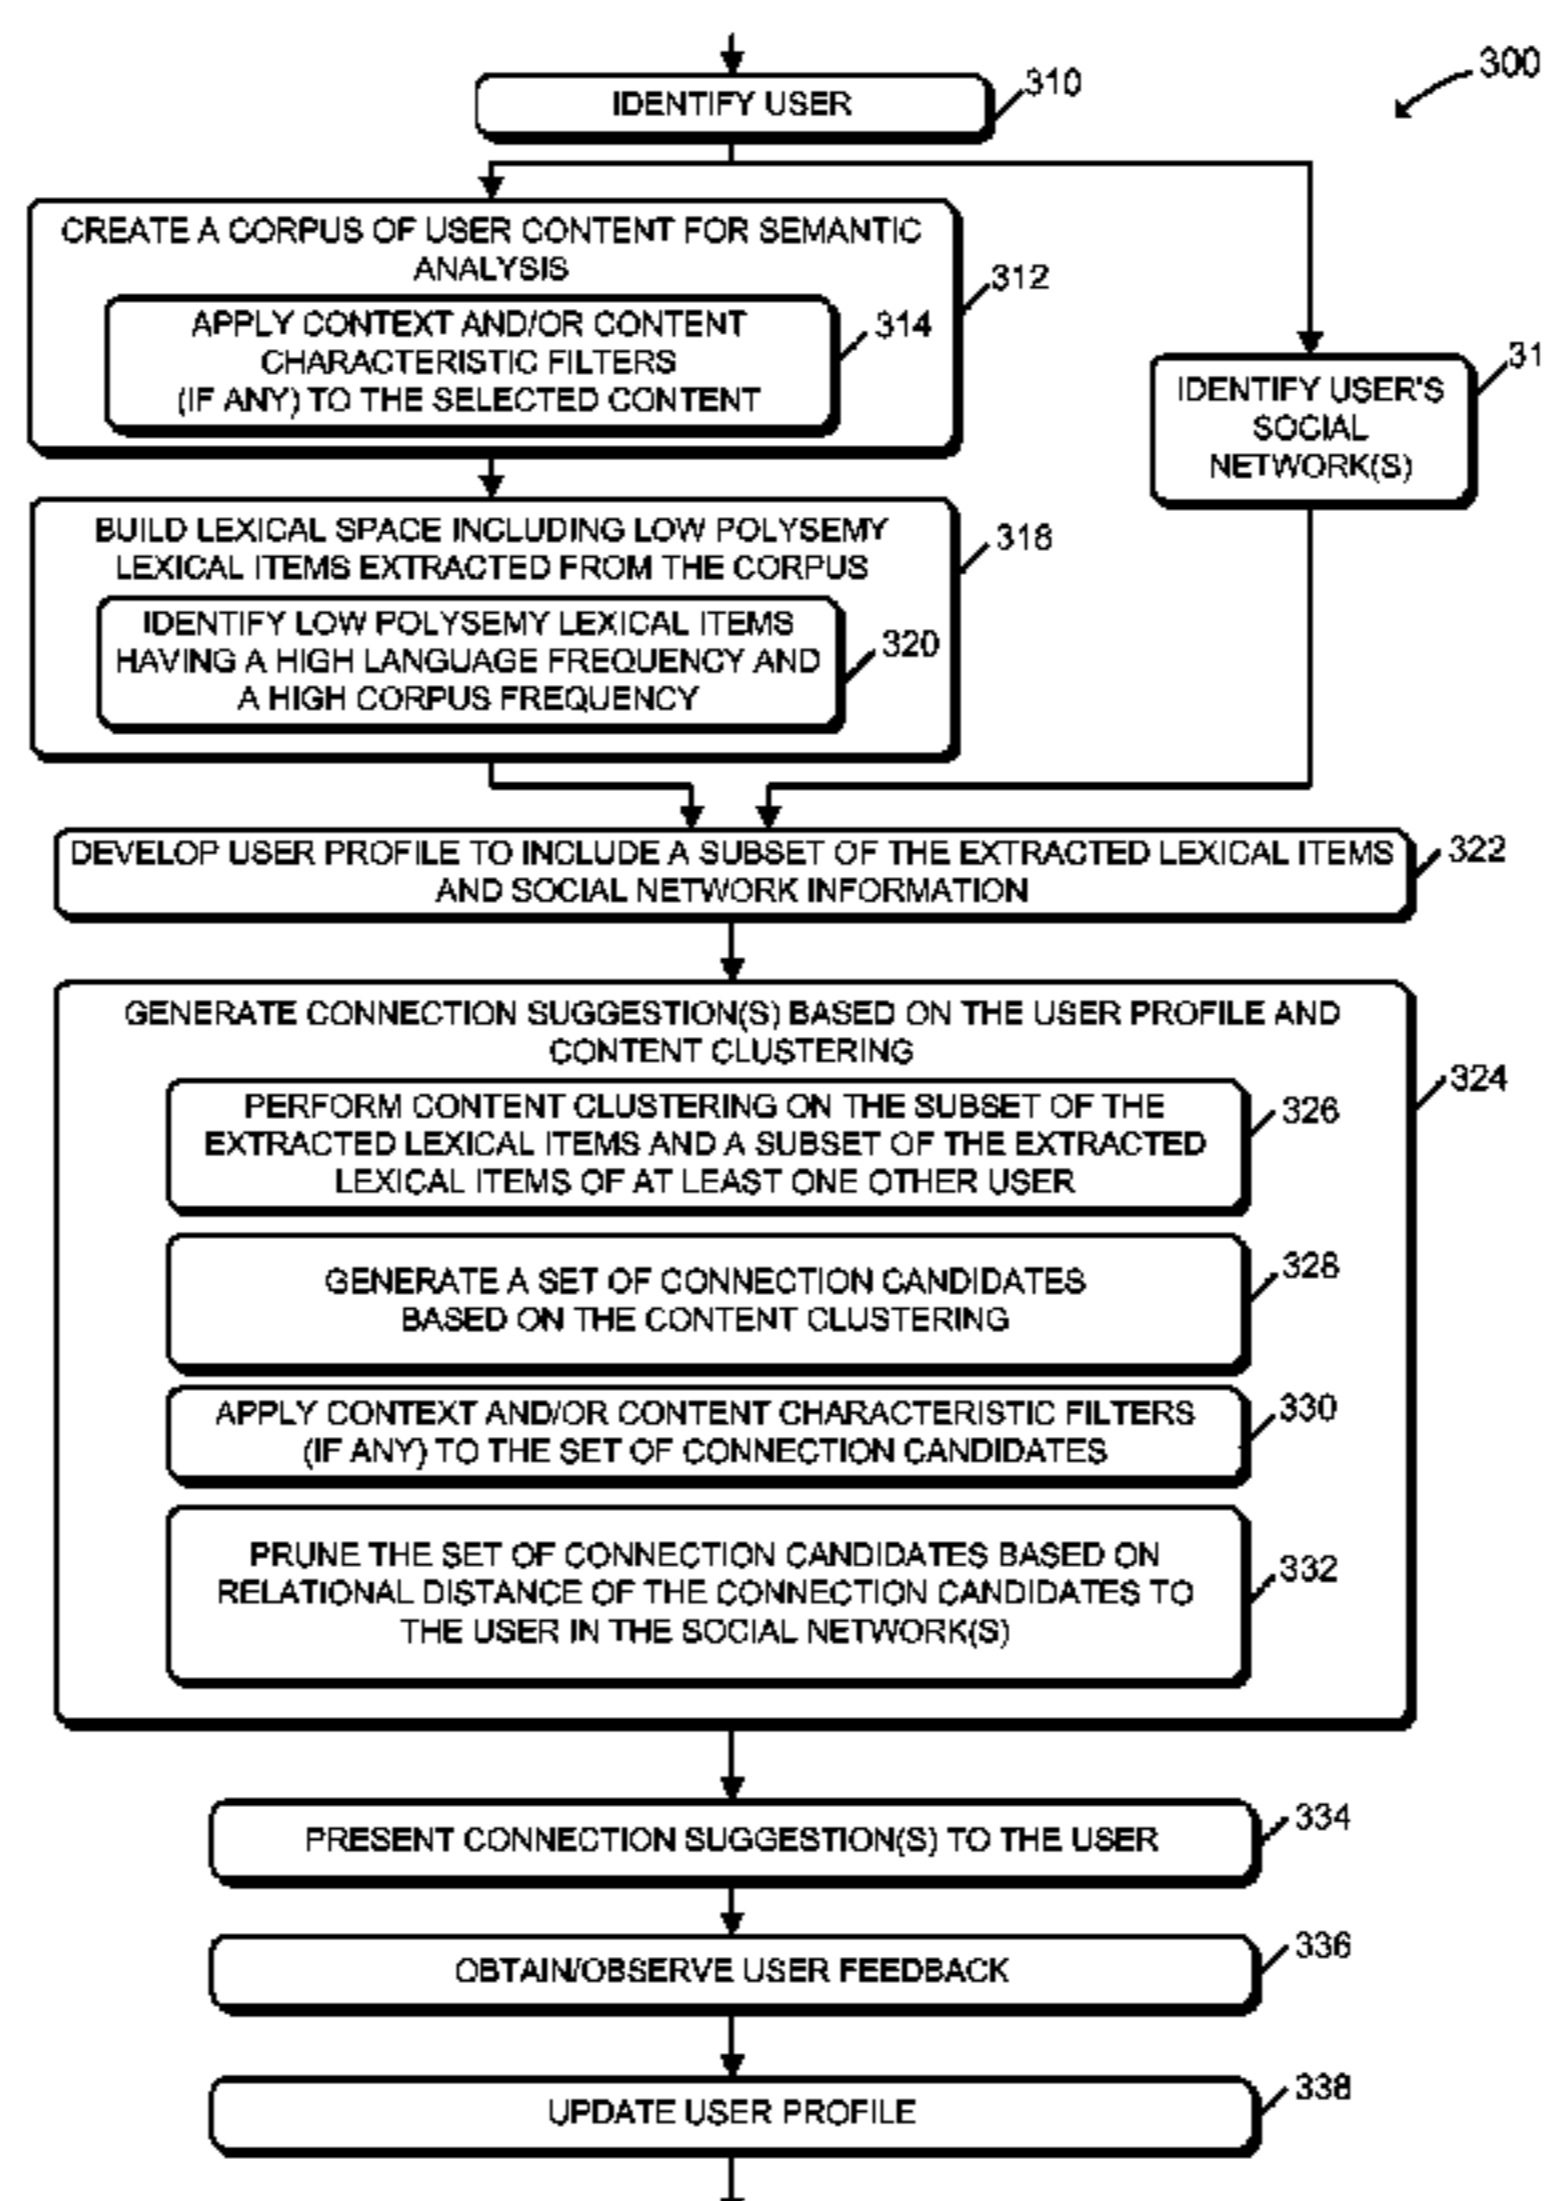 300
IDENTIFY USER
310
CREATE A CORPUS OF USER CONTENT FOR SEMANTIC
ANALYSIS
312
APPLY CONTEXT AND/OR CONTENT
CHARACTERISTIC FILTERS
(IF ANY) TO THE SELECTED CONTENT
314
IDENTIFY USER'S
SOCIAL
NETWORK(S)
31
BUILD LEXICAL SPACE INCLUDING LOW POLYSEMY
LEXICAL ITEMS EXTRACTED FROM THE CORPUS
318
IDENTIFY LOW POLYSEMY LEXICAL ITEMS
HAVING A HIGH LANGUAGE FREQUENCY AND
A HIGH CORPUS FREQUENCY
320
DEVELOP USER PROFILE TO INCLUDE A SUBSET OF THE EXTRACTED LEXICAL ITEMS
AND SOCIAL NETWORK INFORMATION
322
GENERATE CONNECTION SUGGESTION(S) BASED ON THE USER PROFILE AND
CONTENT CLUSTERING
324
PERFORM CONTENT CLUSTERING ON THE SUBSET OF THE
EXTRACTED LEXICAL ITEMS AND A SUBSET OF THE EXTRACTED
LEXICAL ITEMS OF AT LEAST ONE OTHER USER
326
GENERATE A SET OF CONNECTION CANDIDATES
BASED ON THE CONTENT CLUSTERING
328
APPLY CONTEXT AND/OR CONTENT CHARACTERISTIC FILTERS
(IF ANY) TO THE SET OF CONNECTION CANDIDATES
330
PRUNE THE SET OF CONNECTION CANDIDATES BASED ON
RELATIONAL DISTANCE OF THE CONNECTION CANDIDATES TO
THE USER IN THE SOCIAL NETWORK(S)
332
PRESENT CONNECTION SUGGESTION(S) TO THE USER
334
OBTAIN/OBSERVE USER FEEDBACK
336
UPDATE USER PROFILE
338